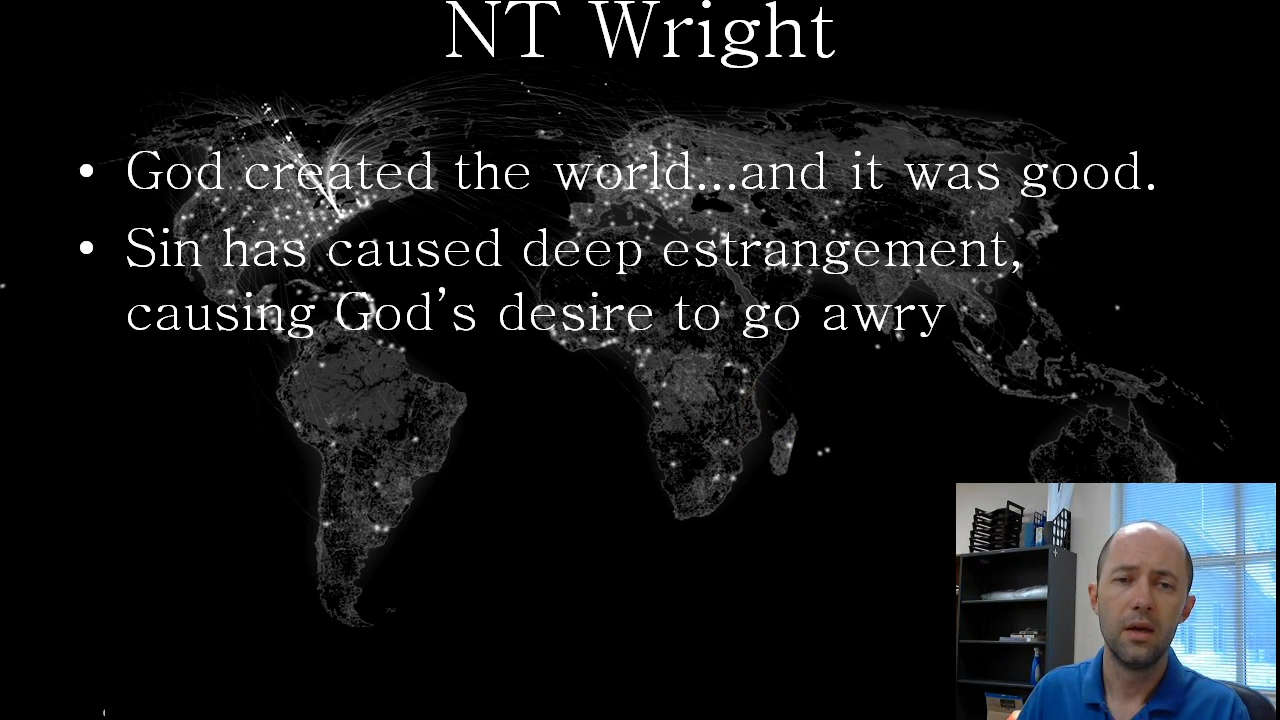 NT Wright
• God created the world...and it was good.
• Sin has caused deep estrangement,
causing God’s desire to go awry